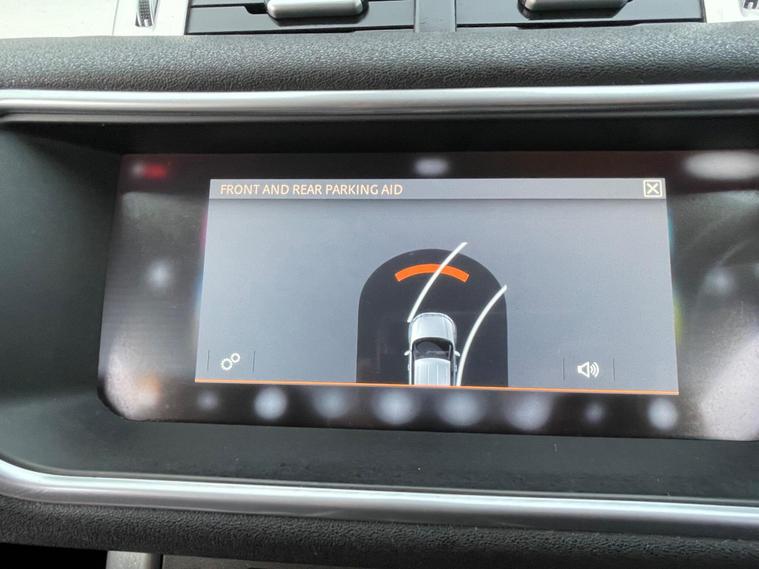 FRONT AND REAR PARKING AID